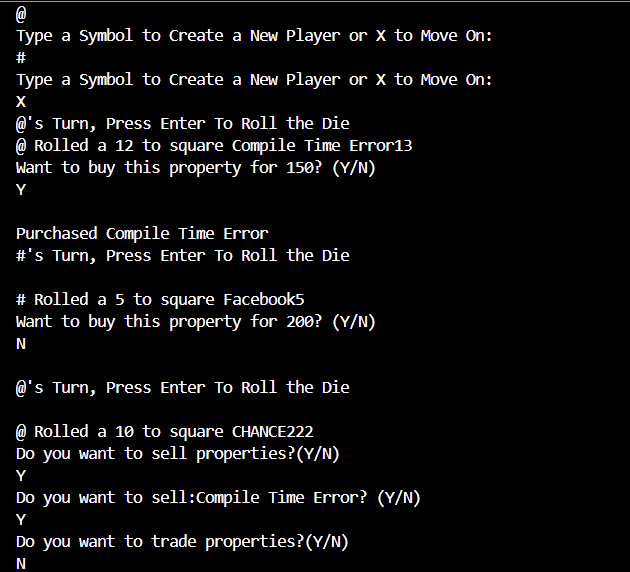 @
Type a Symbol to Create a New Player or X to Move On:
#
Type a Symbol to Create a New Player or X to Move On:
X
@'s Turn, Press Enter To Roll the Die
@ Rolled a 12 to square Compile Time Error13
Want to buy this property for 150? (Y/N)
Y
Purchased Compile Time Error
#'s Turn, Press Enter To Roll the Die
# Rolled a 5 to square Facebook5
Want to buy this property for 200? (Y/N)
N
@'s Turn, Press Enter To Roll the Die
@ Rolled a 10 to square CHANCE222
Do you want to sell properties?(Y/N)
Y
Do you want to sell:Compile Time Error? (Y/N)
Y
Do you want to trade properties?(Y/N)
N